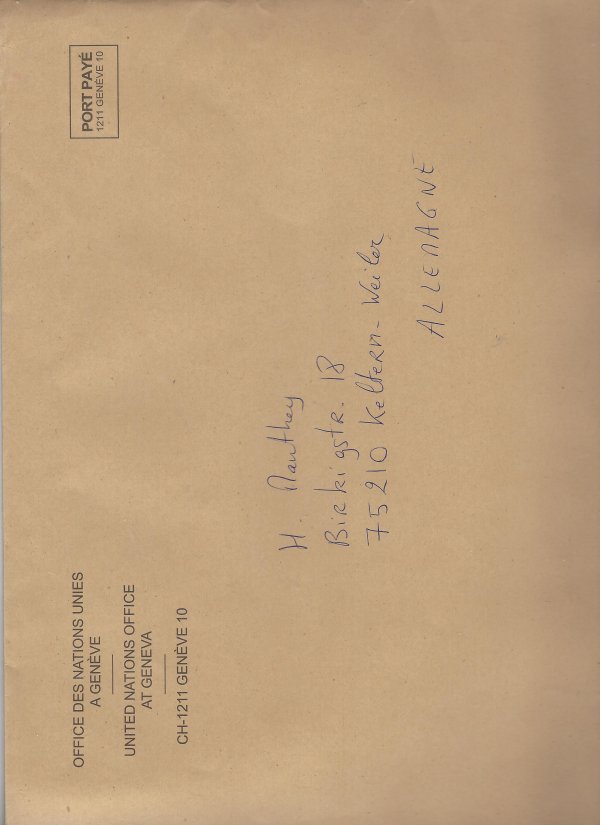 OFFICE DES NATIONS UNIES
A GENÈVE
UNITED NATIONS OFFICE
AT GENEVA
CH-1211 GENÈVE 10
PORT PAYÉ
1211 GENÈVE 10
H. Manthey
Birkigstr. 18
75210 Keltern-Weiler
ALLEMAGNE